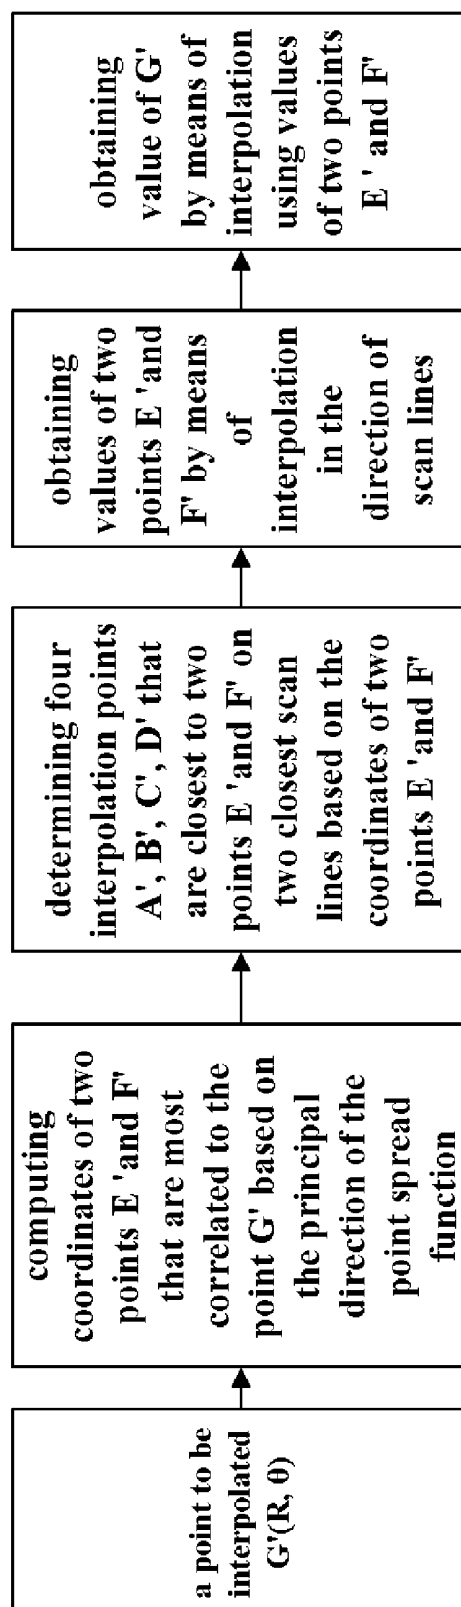 a point to be
interpolated
G'(R, θ)
computing
coordinates of two
points E 'and F'
that are most
correlated to the
point G' based on
the principal
direction of the
point spread
function
determining four
interpolation points
A', B', C', D' that
are closest to two
points E 'and F' on
two closest scan
lines based on the
coordinates of two
points E 'and F'
obtaining
values of two
points E 'and
F' by means
of
interpolation
in the
direction of
scan lines
obtaining
value of G'
by means of
interpolation
using values
of two points
E ' and F'